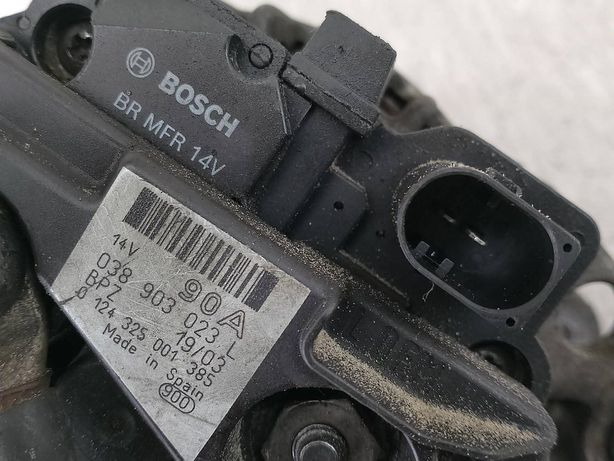 BOSCH
BR MFR 14V
14V 90A
038 903 023 L
BPZ 19/03
0 124 325 001 385
Made in Spain
900